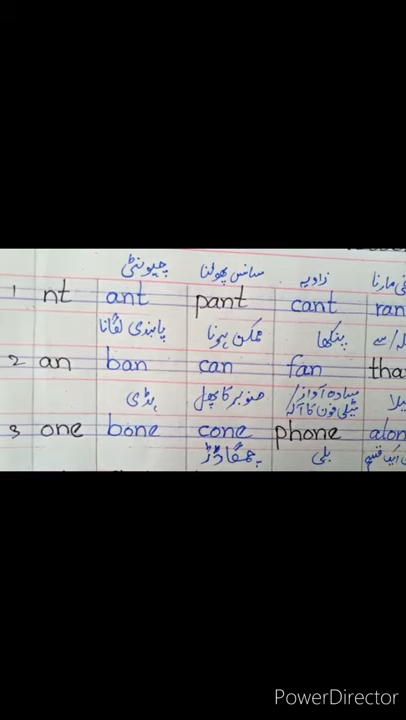 چیونٹی سانس پھولنا زاویہ
1 nt ant pant cant ran
پابندی لگانا ممکن ہونا پنکھا
2 an ban can fan tha
ہڈی صنوبر کا پھل سادہ آواز/ ٹیلی فون کا آلہ
3 one bone cone phone alon
چمگادڑ بلی
PowerDirector